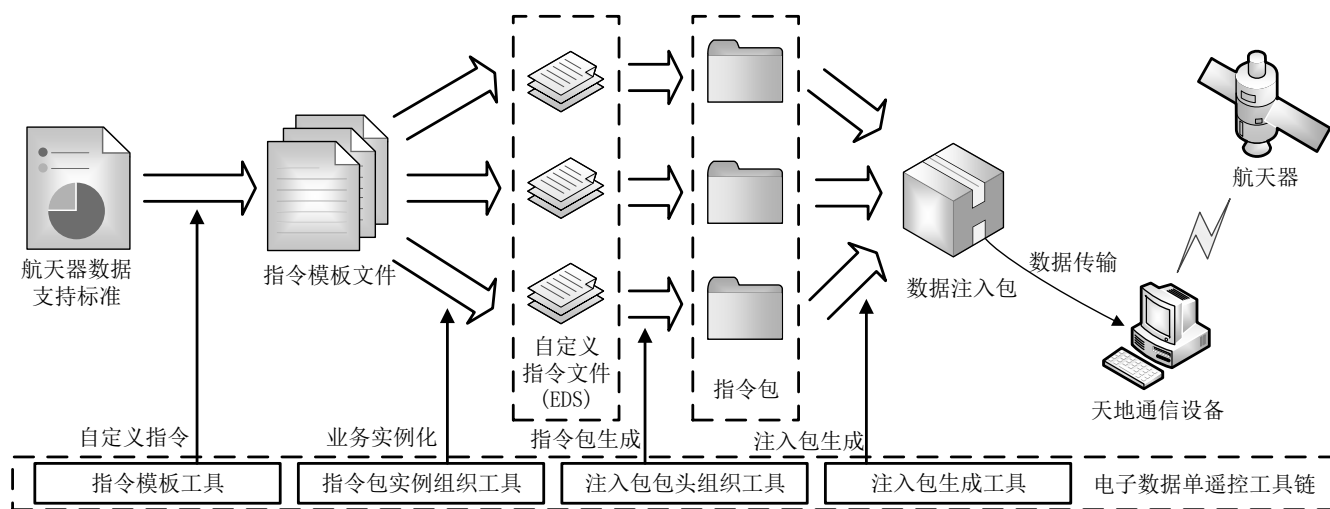 航天器
航天器数据
支持标准
指令模板文件
数据注入包
数据传输
自定义
指令文件
(EDS)
指令包
天地通信设备
自定义指令
业务实例化
指令包生成
注入包生成
指令模板工具
指令包实例组织工具
注入包包头组织工具
注入包生成工具
电子数据单遥控工具链